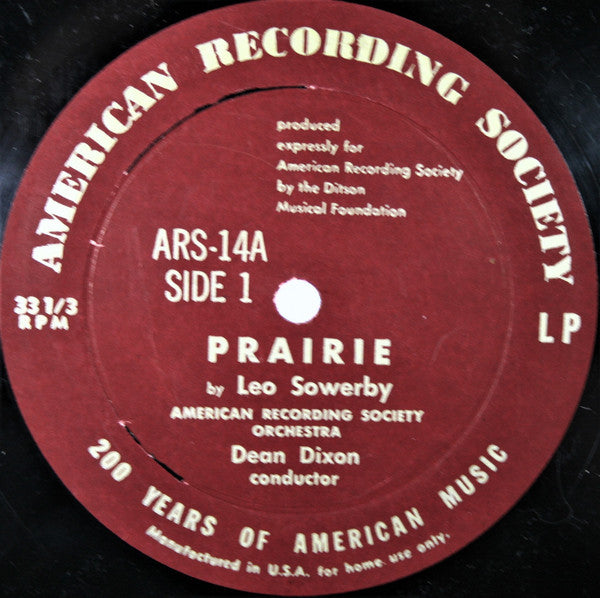 AMERICAN RECORDING SOCIETY
produced
expressly for
American Recording Society
by the Ditson
Musical Foundation
ARS-14A
SIDE 1
33 1/3
RPM
LP
PRAIRIE
by Leo Sowerby
AMERICAN RECORDING SOCIETY
ORCHESTRA
Dean Dixon
conductor
200 YEARS OF AMERICAN MUSIC
Manufactured in U.S.A. for home use only.